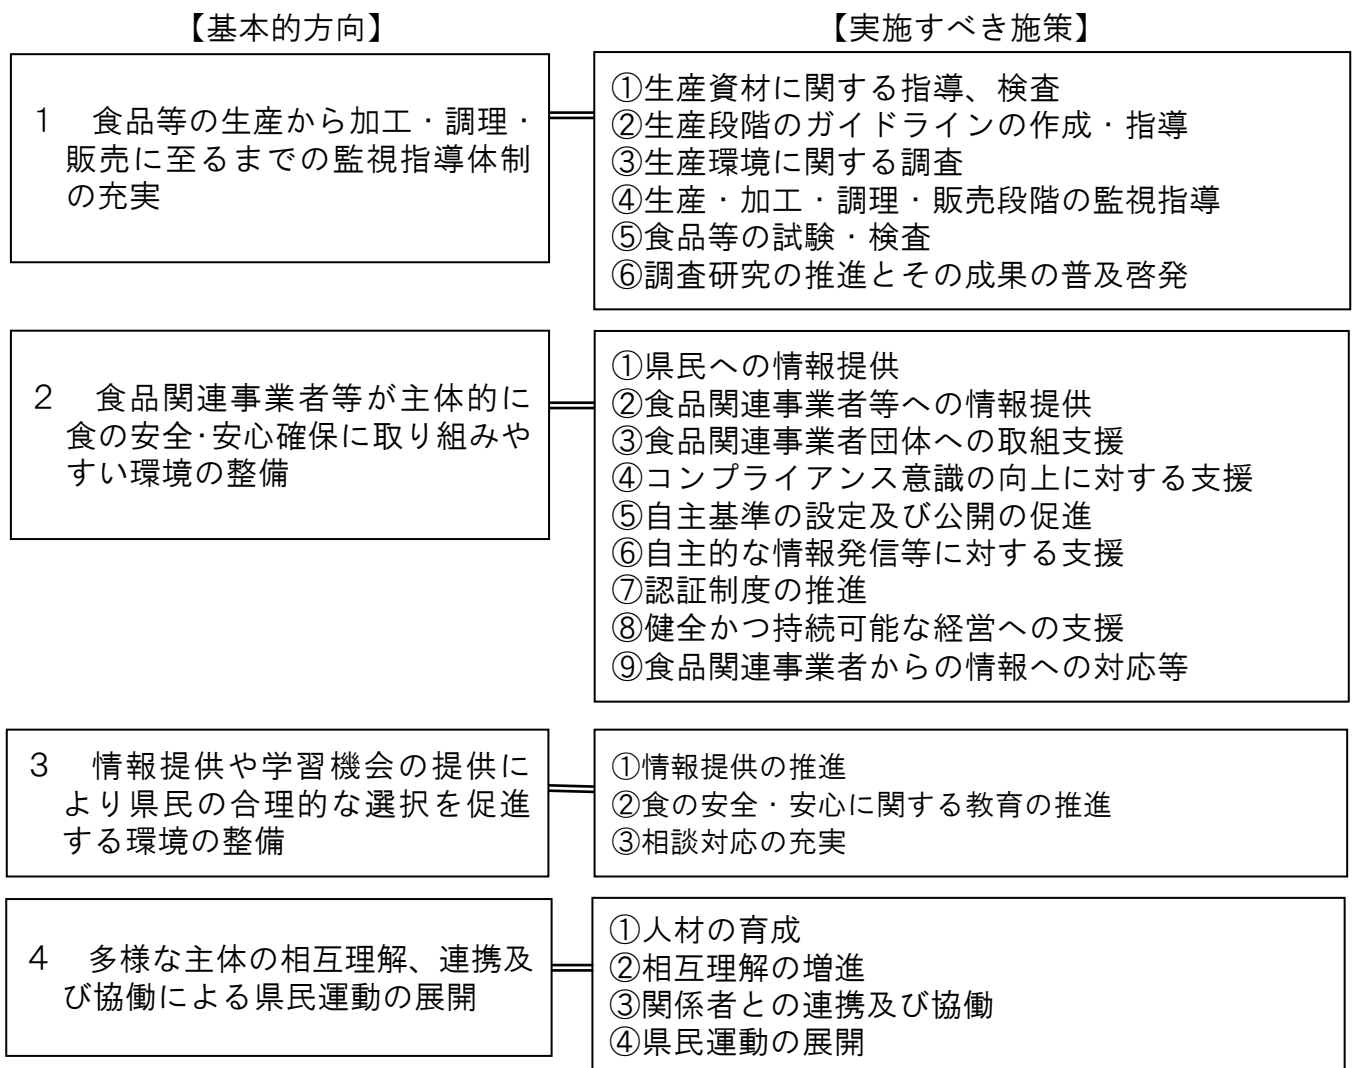 【基本的方向】
【実施すべき施策】
1 食品等の生産から加工・調理・
販売に至るまでの監視指導体制
の充実
①生産資材に関する指導、検査
②生産段階のガイドラインの作成・指導
③生産環境に関する調査
④生産・加工・調理・販売段階の監視指導
⑤食品等の試験・検査
⑥調査研究の推進とその成果の普及啓発
2 食品関連事業者等が主体的に
食の安全・安心確保に取り組みや
すい環境の整備
①県民への情報提供
②食品関連事業者等への情報提供
③食品関連事業者団体への取組支援
④コンプライアンス意識の向上に対する支援
⑤自主基準の設定及び公開の促進
⑥自主的な情報発信等に対する支援
⑦認証制度の推進
⑧健全かつ持続可能な経営への支援
⑨食品関連事業者からの情報への対応等
3 情報提供や学習機会の提供に
より県民の合理的な選択を促進
する環境の整備
①情報提供の推進
②食の安全・安心に関する教育の推進
③相談対応の充実
4 多様な主体の相互理解、連携及
び協働による県民運動の展開
①人材の育成
②相互理解の増進
③関係者との連携及び協働
④県民運動の展開